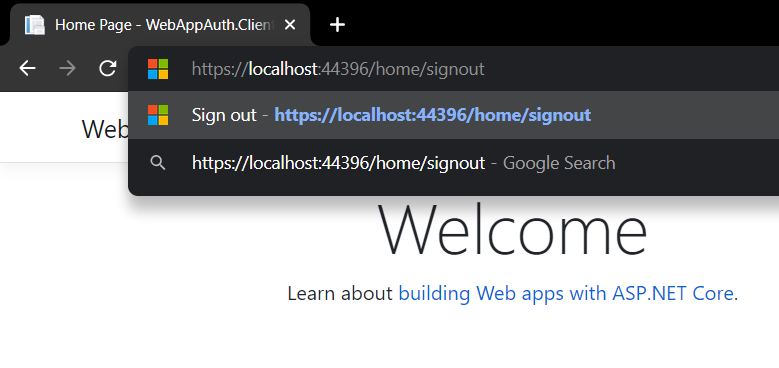 Home Page - WebAppAuth.Clien
https://localhost:44396/home/signout
Sign out - https://localhost:44396/home/signout
https://localhost:44396/home/signout - Google Search
Web
Welcome
Learn about building Web apps with ASP.NET Core.